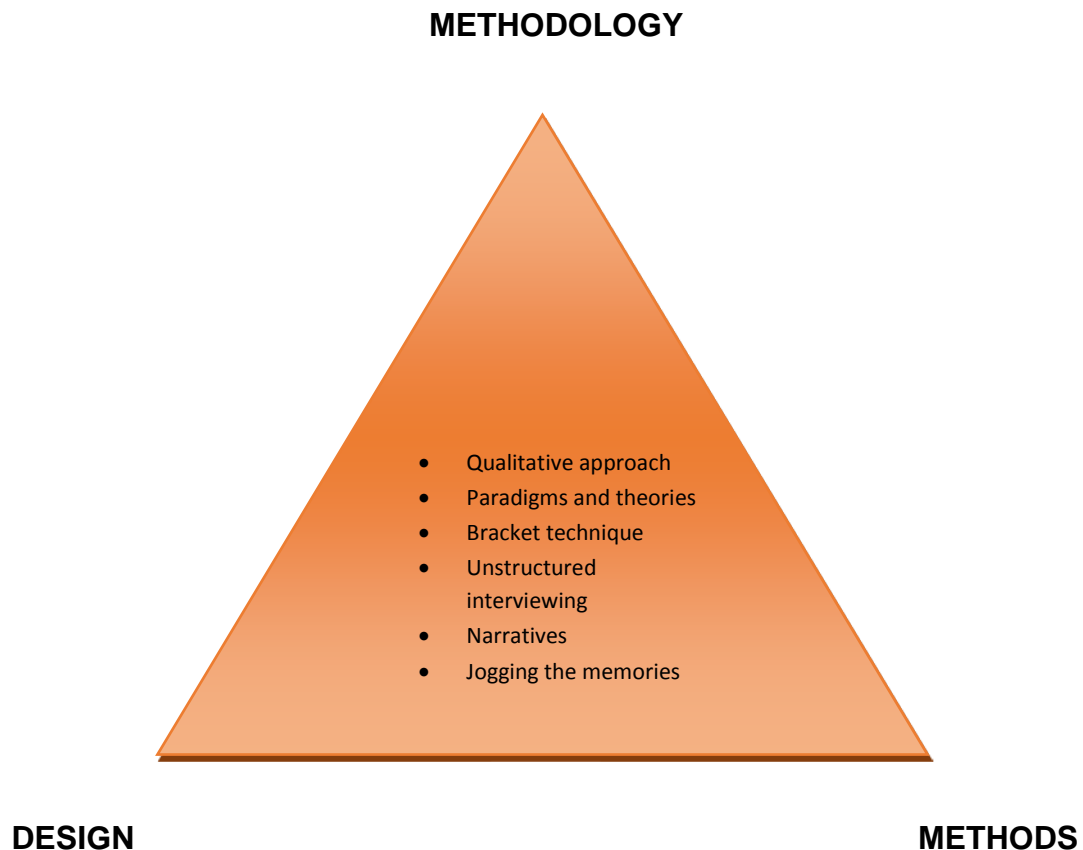 METHODOLOGY
• Qualitative approach
• Paradigms and theories
• Bracket technique
• Unstructured
interviewing
• Narratives
• Jogging the memories
DESIGN
METHODS